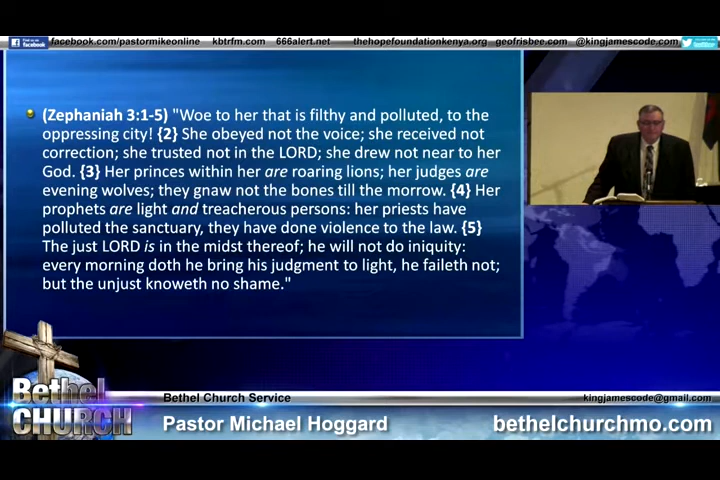 Find us on facebook facebook.com/pastormikeonline kbtrfm.com 666alert.net thehopefoundationkenya.org geofrisbee.com @kingjamescode.com twitter
(Zephaniah 3:1-5) "Woe to her that is filthy and polluted, to the
oppressing city! {2} She obeyed not the voice; she received not
correction; she trusted not in the LORD; she drew not near to her
God. {3} Her princes within her are roaring lions; her judges are
evening wolves; they gnaw not the bones till the morrow. {4} Her
prophets are light and treacherous persons: her priests have
polluted the sanctuary, they have done violence to the law. {5}
The just LORD is in the midst thereof; he will not do iniquity:
every morning doth he bring his judgment to light, he faileth not;
but the unjust knoweth no shame."
Bethel
CHURCH
Bethel Church Service kingjamescode@gmail.com
Pastor Michael Hoggard bethelchurchmo.com